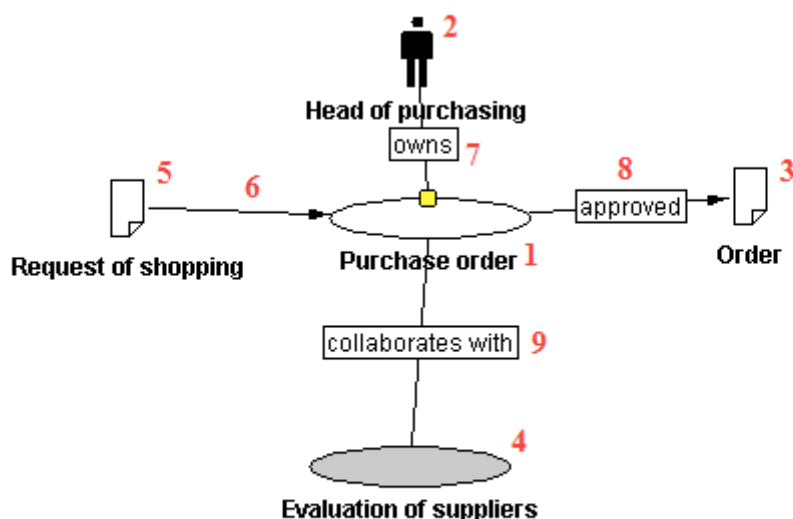 2
Head of purchasing
owns
7
5
6
8
3
approved
Request of shopping
Purchase order 1
Order
collaborates with 9
4
Evaluation of suppliers